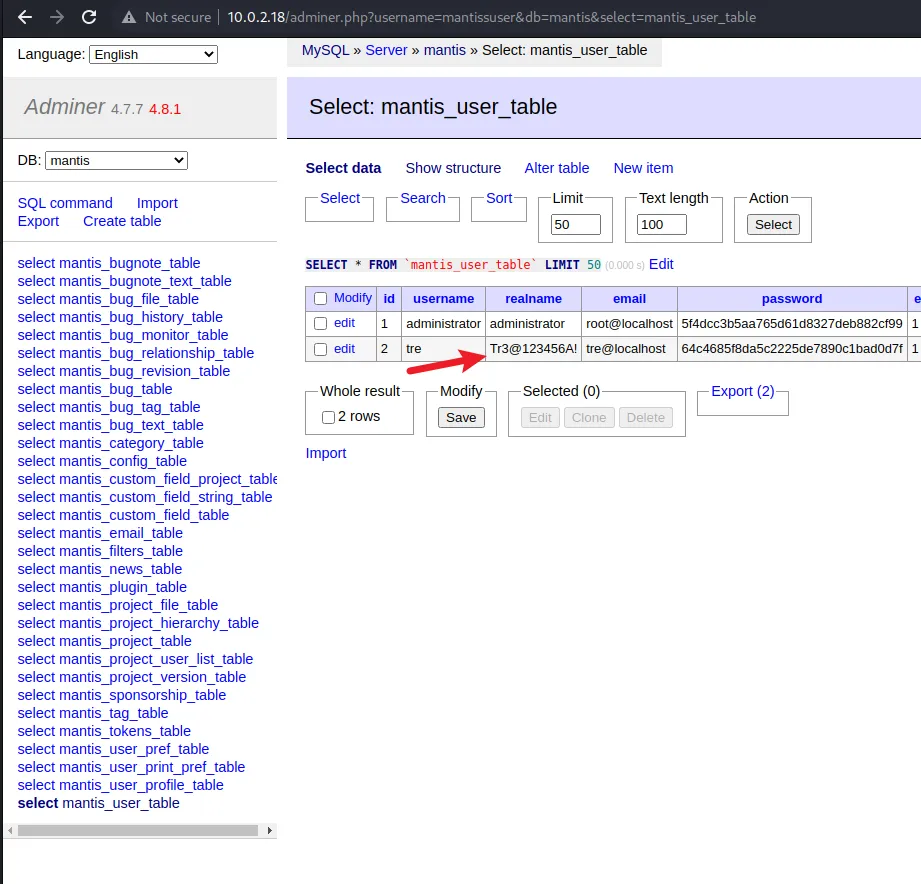 Not secure 10.0.2.18/adminer.php?username=mantissuser&db=mantis&select=mantis_user_table
Language: English
MySQL » Server » mantis » Select: mantis_user_table
Adminer 4.7.7 4.8.1
Select: mantis_user_table
DB: mantis
SQL command Import
Export Create table
select mantis_bugnote_table
select mantis_bugnote_text_table
select mantis_bug_file_table
select mantis_bug_history_table
select mantis_bug_monitor_table
select mantis_bug_relationship_table
select mantis_bug_revision_table
select mantis_bug_table
select mantis_bug_tag_table
select mantis_bug_text_table
select mantis_category_table
select mantis_config_table
select mantis_custom_field_project_table
select mantis_custom_field_string_table
select mantis_custom_field_table
select mantis_email_table
select mantis_filters_table
select mantis_news_table
select mantis_plugin_table
select mantis_project_file_table
select mantis_project_hierarchy_table
select mantis_project_table
select mantis_project_user_list_table
select mantis_project_version_table
select mantis_sponsorship_table
select mantis_tag_table
select mantis_tokens_table
select mantis_user_pref_table
select mantis_user_print_pref_table
select mantis_user_profile_table
select mantis_user_table
Select data Show structure Alter table New item
Select Search Sort Limit Text length Action
50 100 Select
SELECT * FROM `mantis_user_table` LIMIT 50 (0.000 s) Edit
Modify id username realname email password e
edit 1 administrator administrator root@localhost 5f4dcc3b5aa765d61d8327deb882cf99 1
edit 2 tre Tr3@123456A! tre@localhost 64c4685f8da5c2225de7890c1bad0d7f 1
Whole result Modify Selected (0) Export (2)
2 rows Save Edit Clone Delete
Import